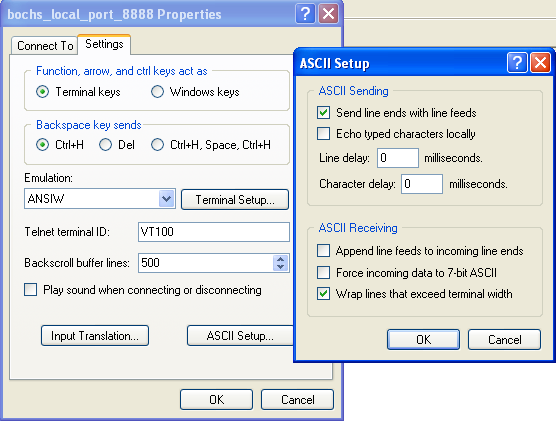 bochs_local_port_8888 Properties
Connect To
Settings
Function, arrow, and ctrl keys act as
Terminal keys
Windows keys
Backspace key sends
Ctrl+H
Del
Ctrl+H, Space, Ctrl+H
Emulation:
ANSIW
Terminal Setup...
Telnet terminal ID:
VT100
Backscroll buffer lines:
500
Play sound when connecting or disconnecting
Input Translation...
ASCII Setup...
OK
Cancel
ASCII Setup
ASCII Sending
Send line ends with line feeds
Echo typed characters locally
Line delay:
0
milliseconds.
Character delay:
0
milliseconds.
ASCII Receiving
Append line feeds to incoming line ends
Force incoming data to 7-bit ASCII
Wrap lines that exceed terminal width
OK
Cancel